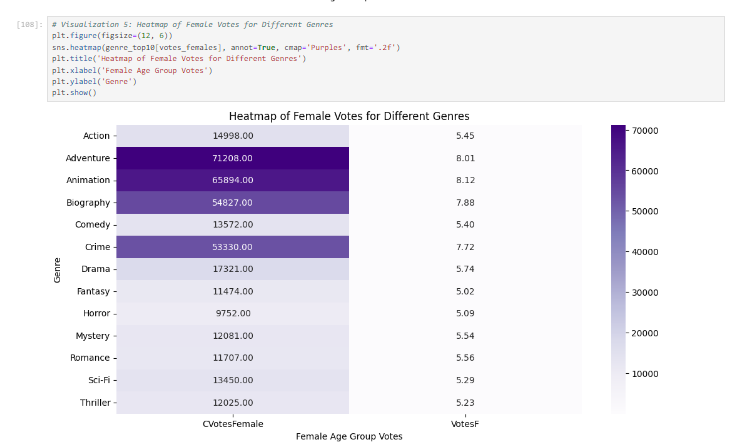 [108]: # Visualization 5: Heatmap of Female Votes for Different Genres
plt.figure(figsize=(12, 6))
sns.heatmap(genre_top10[votes_females], annot=True, cmap='Purples', fmt='.2f')
plt.title('Heatmap of Female Votes for Different Genres')
plt.xlabel('Female Age Group Votes')
plt.ylabel('Genre')
plt.show()
Heatmap of Female Votes for Different Genres
Action 14998.00 5.45
Adventure 71208.00 8.01
Animation 65894.00 8.12
Biography 54827.00 7.88
Comedy 13572.00 5.40
Crime 53330.00 7.72
Drama 17321.00 5.74
Fantasy 11474.00 5.02
Horror 9752.00 5.09
Mystery 12081.00 5.54
Romance 11707.00 5.56
Sci-Fi 13450.00 5.29
Thriller 12025.00 5.23
Genre
CVotesFemale VotesF
Female Age Group Votes
70000
60000
50000
40000
30000
20000
10000